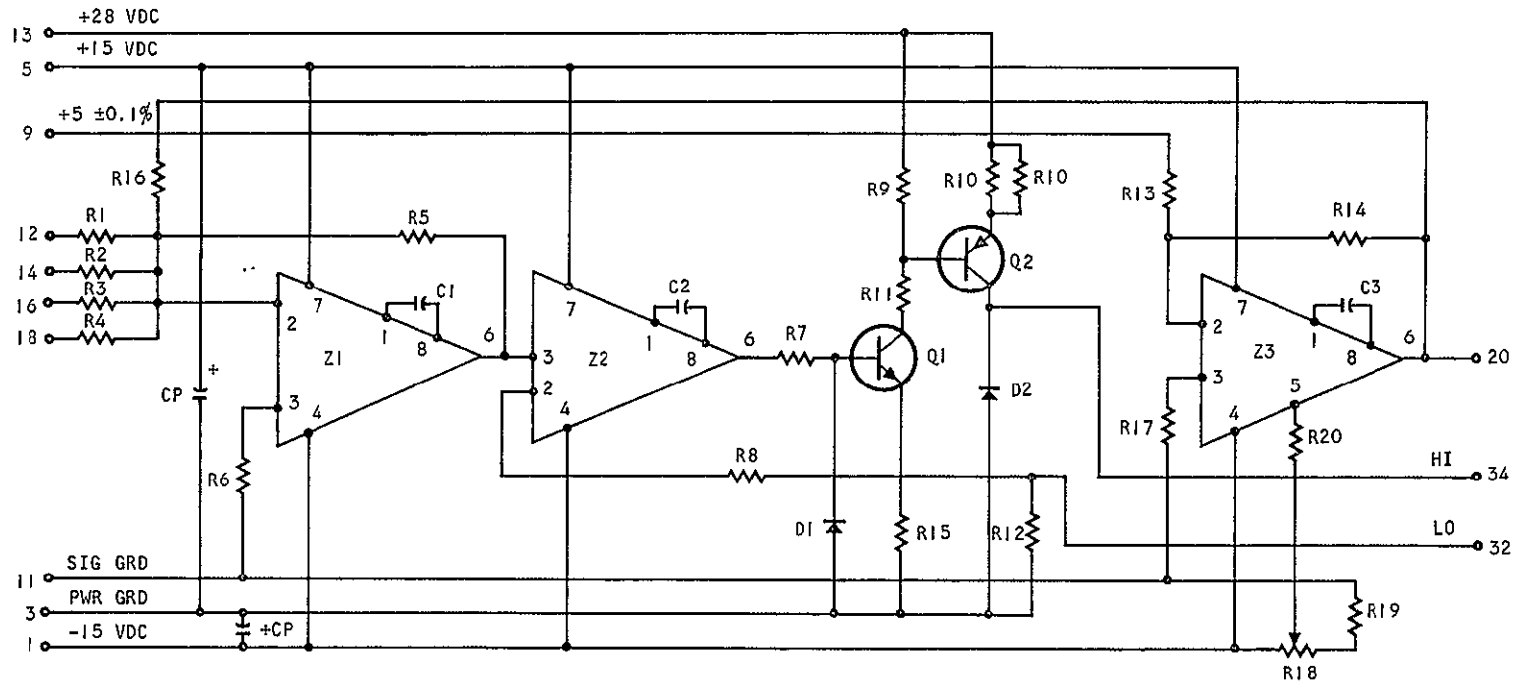 +28 VDC
13
+15 VDC
5
+5 ±0.1%
9
R16
R9
R10
R10
R13
R1
12
R5
R14
R2
14
Q2
R3
16
C1
C2
R11
C3
7
7
7
2
R4
18
1
8
6
1
8
6
R7
Q1
2
1
8
6
Z1
3
Z2
Z3
20
+
CP
2
D2
3
5
3
4
4
4
R17
R20
R6
R8
HI
34
D1
R15
R12
LO
32
SIG GRD
11
PWR GRD
3
R19
-15 VDC
+CP
1
R18